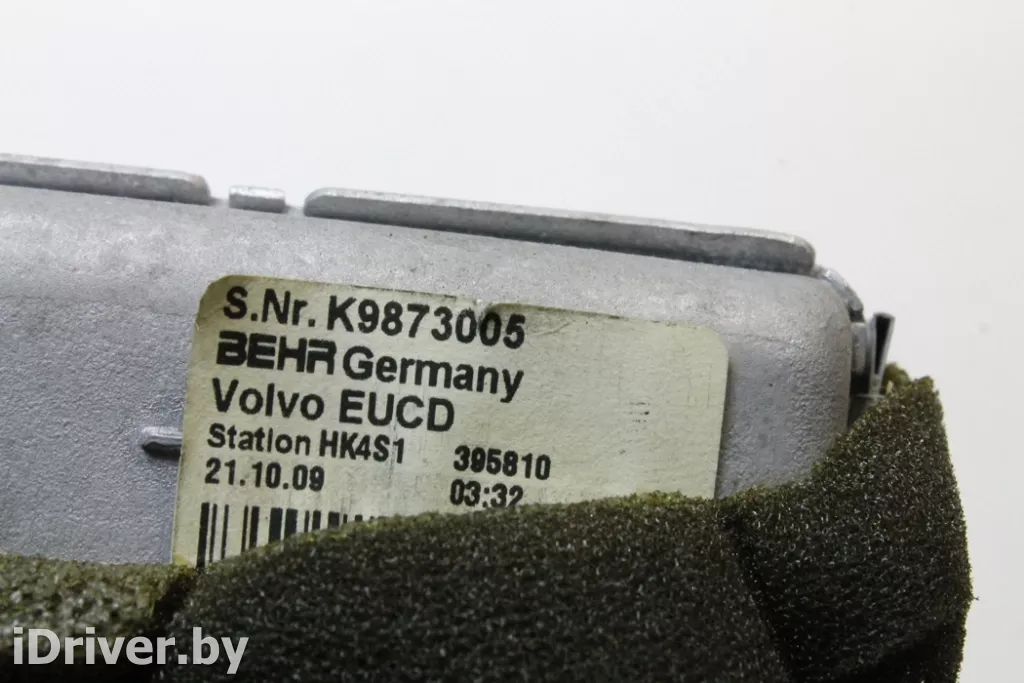 S.Nr. K9873005
BEHR Germany
Volvo EUCD
Station HK4S1 395810
21.10.09 03:32
iDriver.by